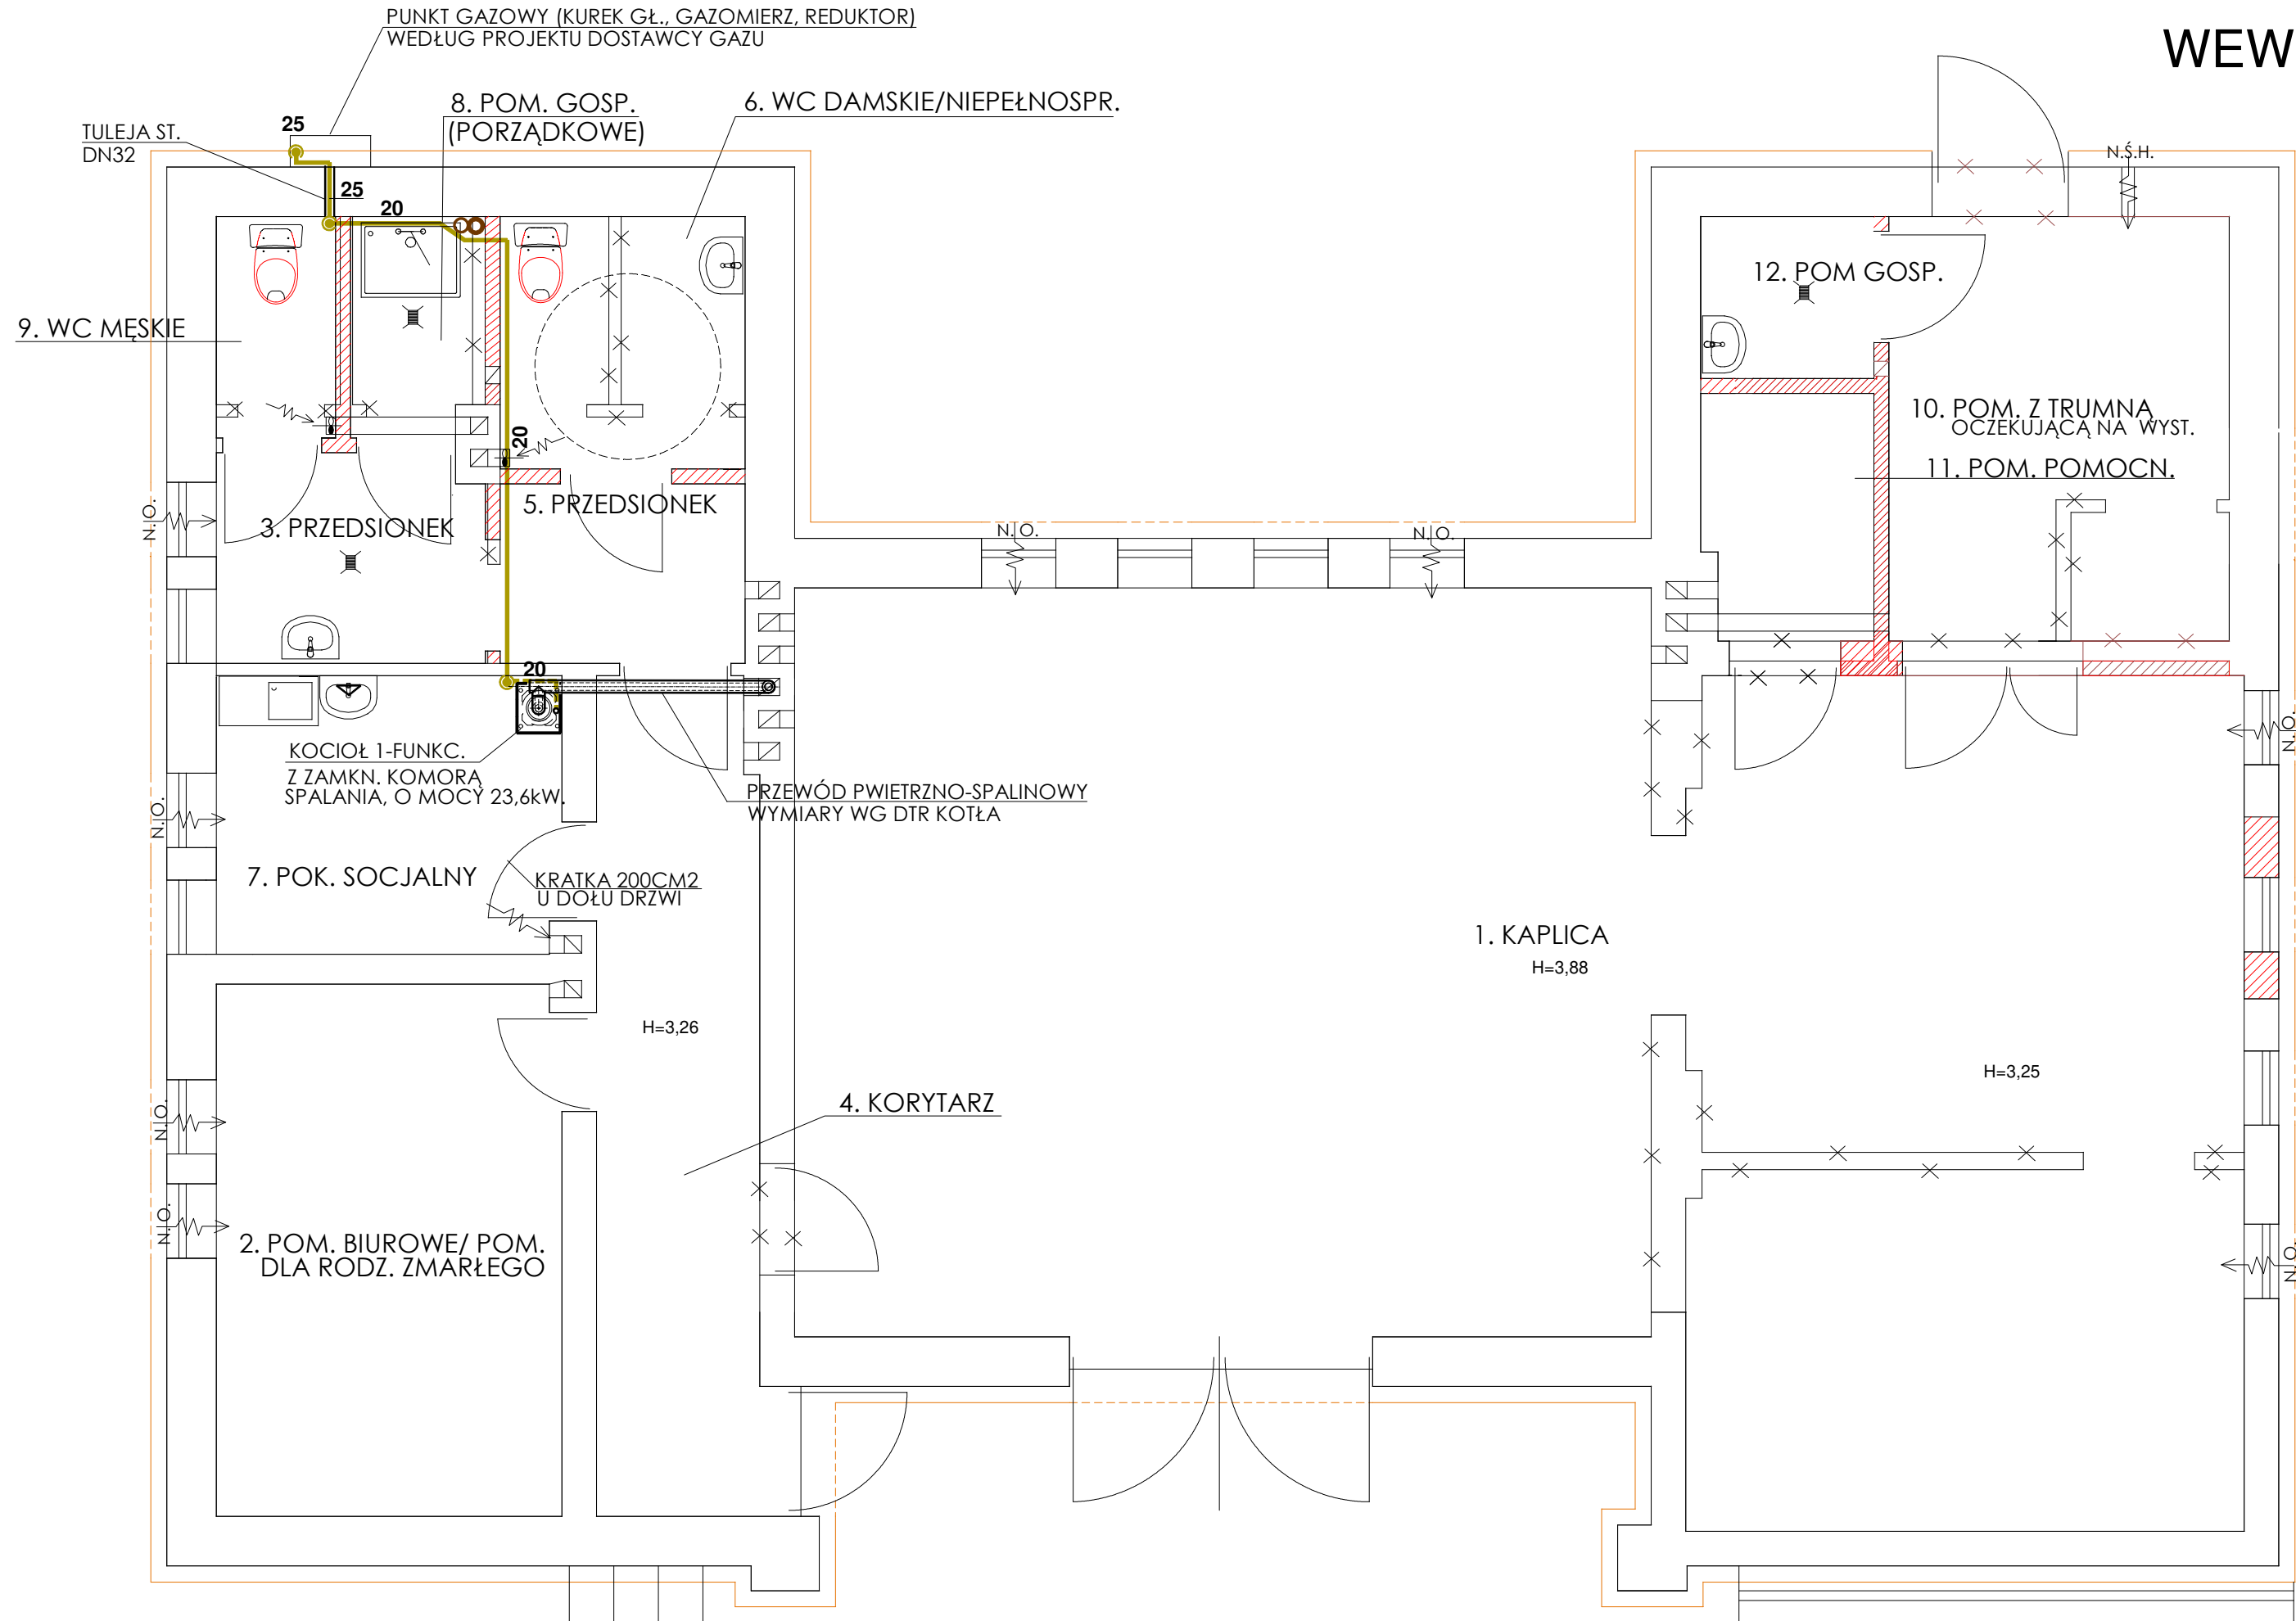 PUNKT GAZOWY (KUREK GŁ., GAZOMIERZ, REDUKTOR)
WEDŁUG PROJEKTU DOSTAWCY GAZU
WEW
8. POM. GOSP.
(PORZĄDKOWE)
6. WC DAMSKIE/NIEPEŁNOSPR.
25
TULEJA ST.
DN32
N.Ś.H.
25
20
12. POM GOSP.
9. WC MĘSKIE
10. POM. Z TRUMNĄ
OCZEKUJĄCĄ NA WYST.
20
11. POM. POMOCN.
5. PRZEDSIONEK
3. PRZEDSIONEK
N.O.
N.O.
N.O.
20
N.O.
KOCIOŁ 1-FUNKC.
Z ZAMKN. KOMORĄ
SPALANIA, O MOCY 23,6kW.
PRZEWÓD PWIETRZNO-SPALINOWY
WYMIARY WG DTR KOTŁA
N.O.
7. POK. SOCJALNY
KRATKA 200CM2
U DOŁU DRZWI
1. KAPLICA
H=3,88
H=3,26
H=3,25
4. KORYTARZ
N.O.
N.O.
2. POM. BIUROWE/ POM.
DLA RODZ. ZMARŁEGO
N.O.